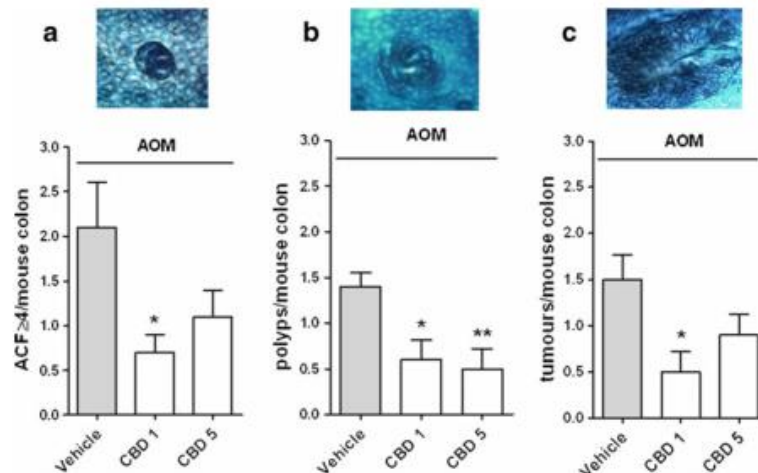 a
AOM
ACF≥4/mouse colon
3.0
2.5
2.0
1.5
1.0
0.5
0.0
*
Vehicle
CBD 1
CBD 5
b
AOM
polyps/mouse colon
3.0
2.5
2.0
1.5
1.0
0.5
0.0
*
**
Vehicle
CBD 1
CBD 5
c
AOM
tumours/mouse colon
3.0
2.5
2.0
1.5
1.0
0.5
0.0
*
Vehicle
CBD 1
CBD 5